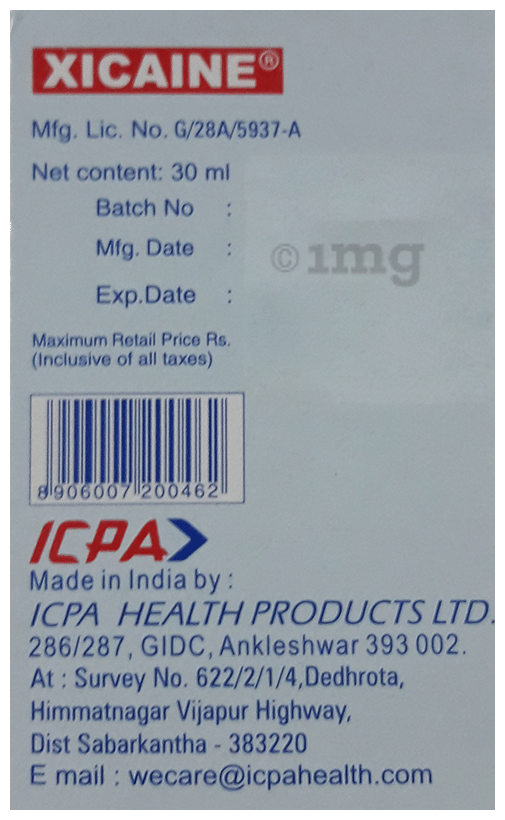 XICAINE®
Mfg. Lic. No. G/28A/5937-A
Net content: 30 ml
Batch No :
Mfg. Date :
© 1mg
Exp.Date :
Maximum Retail Price Rs.
(Inclusive of all taxes)
8906007200462
ICPA
Made in India by :
ICPA HEALTH PRODUCTS LTD.
286/287, GIDC, Ankleshwar 393 002.
At : Survey No. 622/2/1/4,Dedhrota,
Himmatnagar Vijapur Highway,
Dist Sabarkantha - 383220
E mail : wecare@icpahealth.com